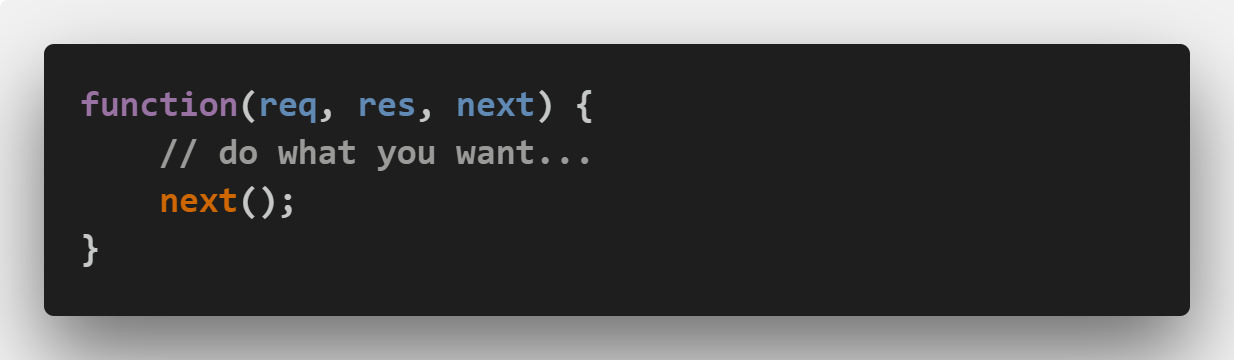 function(req, res, next) {
    // do what you want...
    next();
}